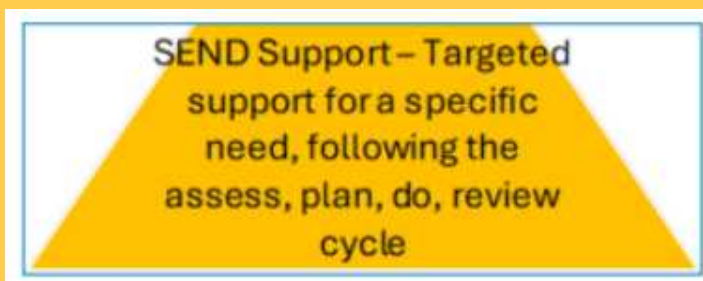 SEND Support – Targeted
support for a specific
need, following the
assess, plan, do, review
cycle